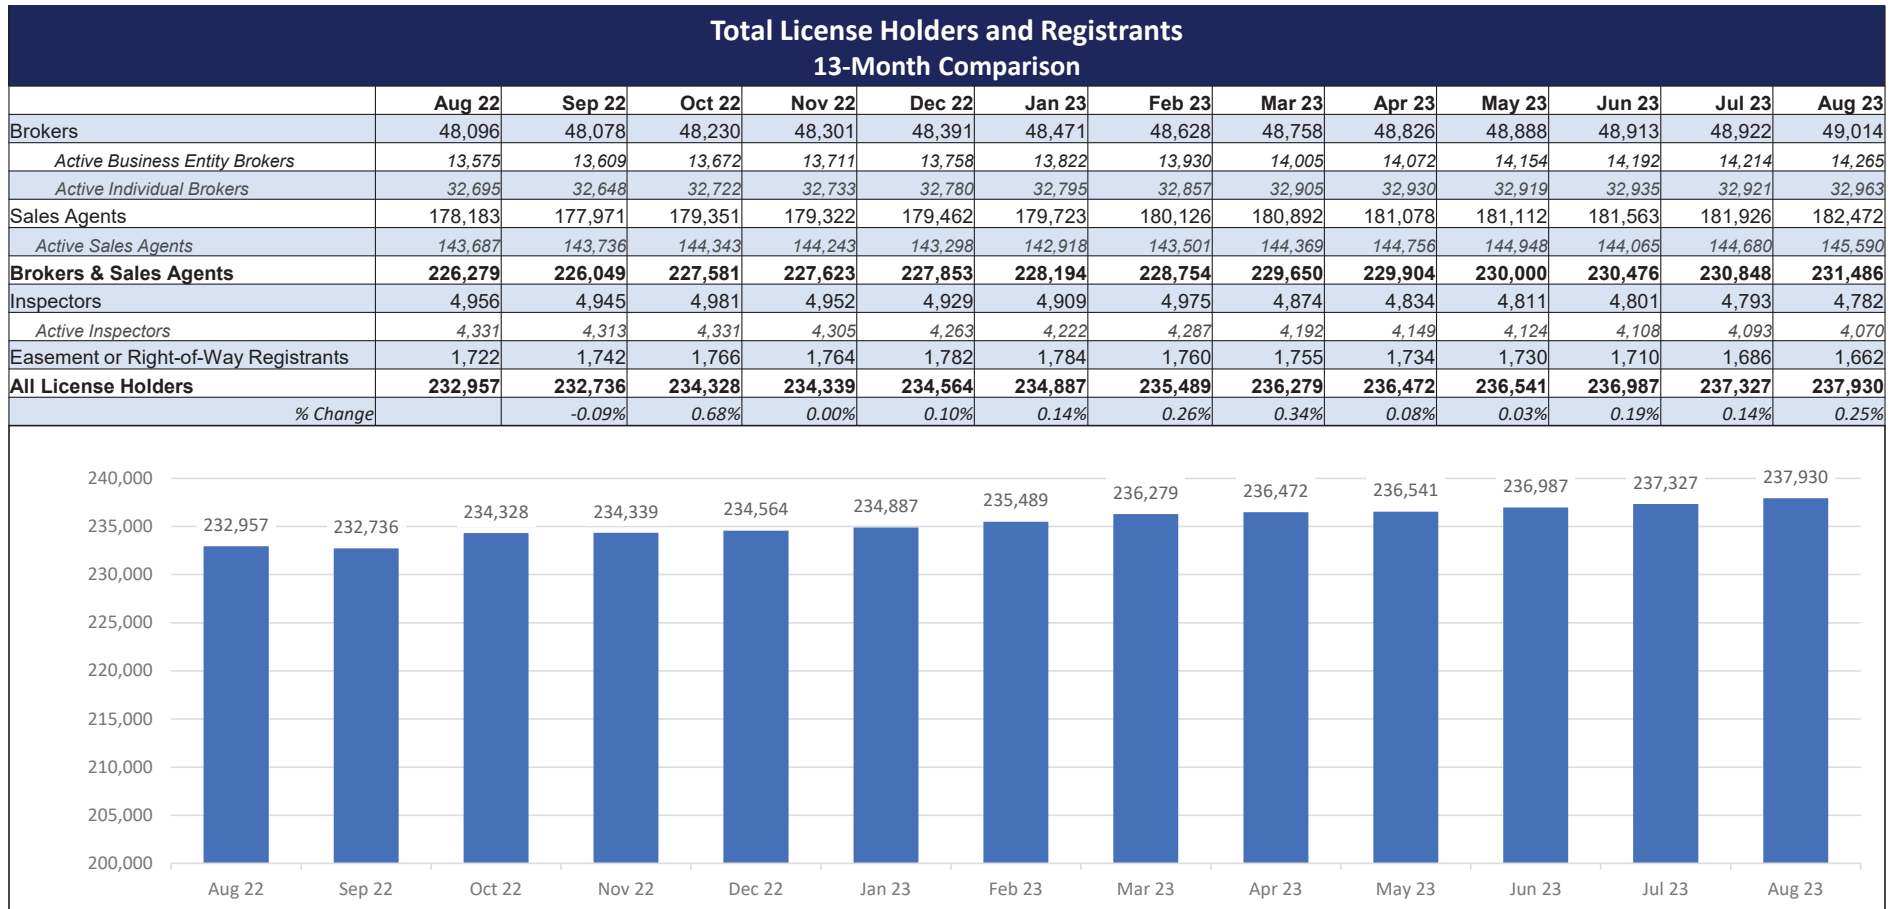 Total License Holders and Registrants
13-Month Comparison
Aug 22 Sep 22 Oct 22 Nov 22 Dec 22 Jan 23 Feb 23 Mar 23 Apr 23 May 23 Jun 23 Jul 23 Aug 23
Brokers 48,096 48,078 48,230 48,301 48,391 48,471 48,628 48,758 48,826 48,888 48,913 48,922 49,014
Active Business Entity Brokers 13,575 13,609 13,672 13,711 13,758 13,822 13,930 14,005 14,072 14,154 14,192 14,214 14,265
Active Individual Brokers 32,695 32,648 32,722 32,733 32,780 32,795 32,857 32,905 32,930 32,919 32,935 32,921 32,963
Sales Agents 178,183 177,971 179,351 179,322 179,462 179,723 180,126 180,892 181,078 181,112 181,563 181,926 182,472
Active Sales Agents 143,687 143,736 144,343 144,243 143,298 142,918 143,501 144,369 144,756 144,948 144,065 144,680 145,590
Brokers & Sales Agents 226,279 226,049 227,581 227,623 227,853 228,194 228,754 229,650 229,904 230,000 230,476 230,848 231,486
Inspectors 4,956 4,945 4,981 4,952 4,929 4,909 4,975 4,874 4,834 4,811 4,801 4,793 4,782
Active Inspectors 4,331 4,313 4,331 4,305 4,263 4,222 4,287 4,192 4,149 4,124 4,108 4,093 4,070
Easement or Right-of-Way Registrants 1,722 1,742 1,766 1,764 1,782 1,784 1,760 1,755 1,734 1,730 1,710 1,686 1,662
All License Holders 232,957 232,736 234,328 234,339 234,564 234,887 235,489 236,279 236,472 236,541 236,987 237,327 237,930
% Change -0.09% 0.68% 0.00% 0.10% 0.14% 0.26% 0.34% 0.08% 0.03% 0.19% 0.14% 0.25%
240,000
232,957 232,736 234,328 234,339 234,564 234,887 235,489 236,279 236,472 236,541 236,987 237,327 237,930
235,000
230,000
225,000
220,000
215,000
210,000
205,000
200,000
Aug 22 Sep 22 Oct 22 Nov 22 Dec 22 Jan 23 Feb 23 Mar 23 Apr 23 May 23 Jun 23 Jul 23 Aug 23